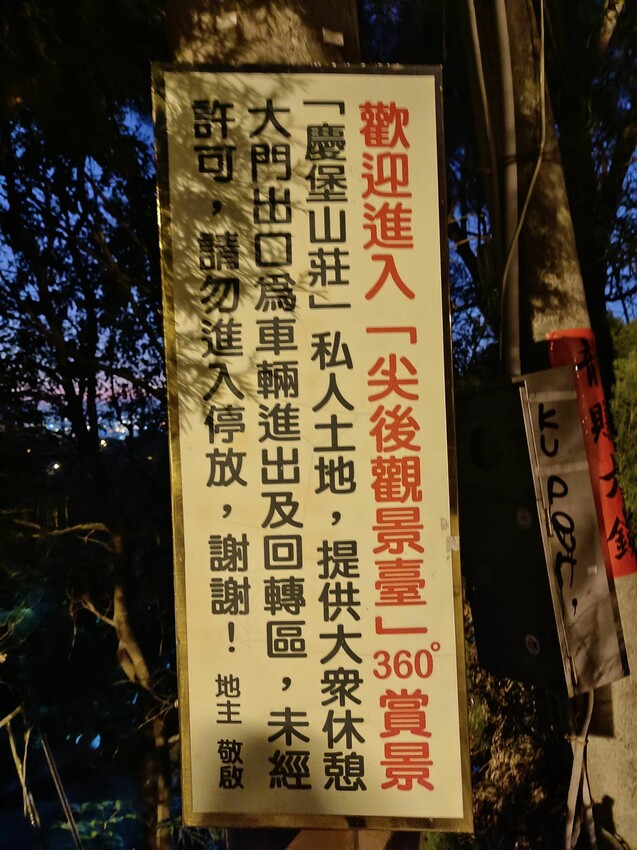 歡迎進入「尖後觀景臺」360°賞景
「慶堡山莊」私人土地，提供大眾休憩
大門出口為車輛進出及回轉區，未經
許可，請勿進入停放，謝謝！ 地主 敬啟